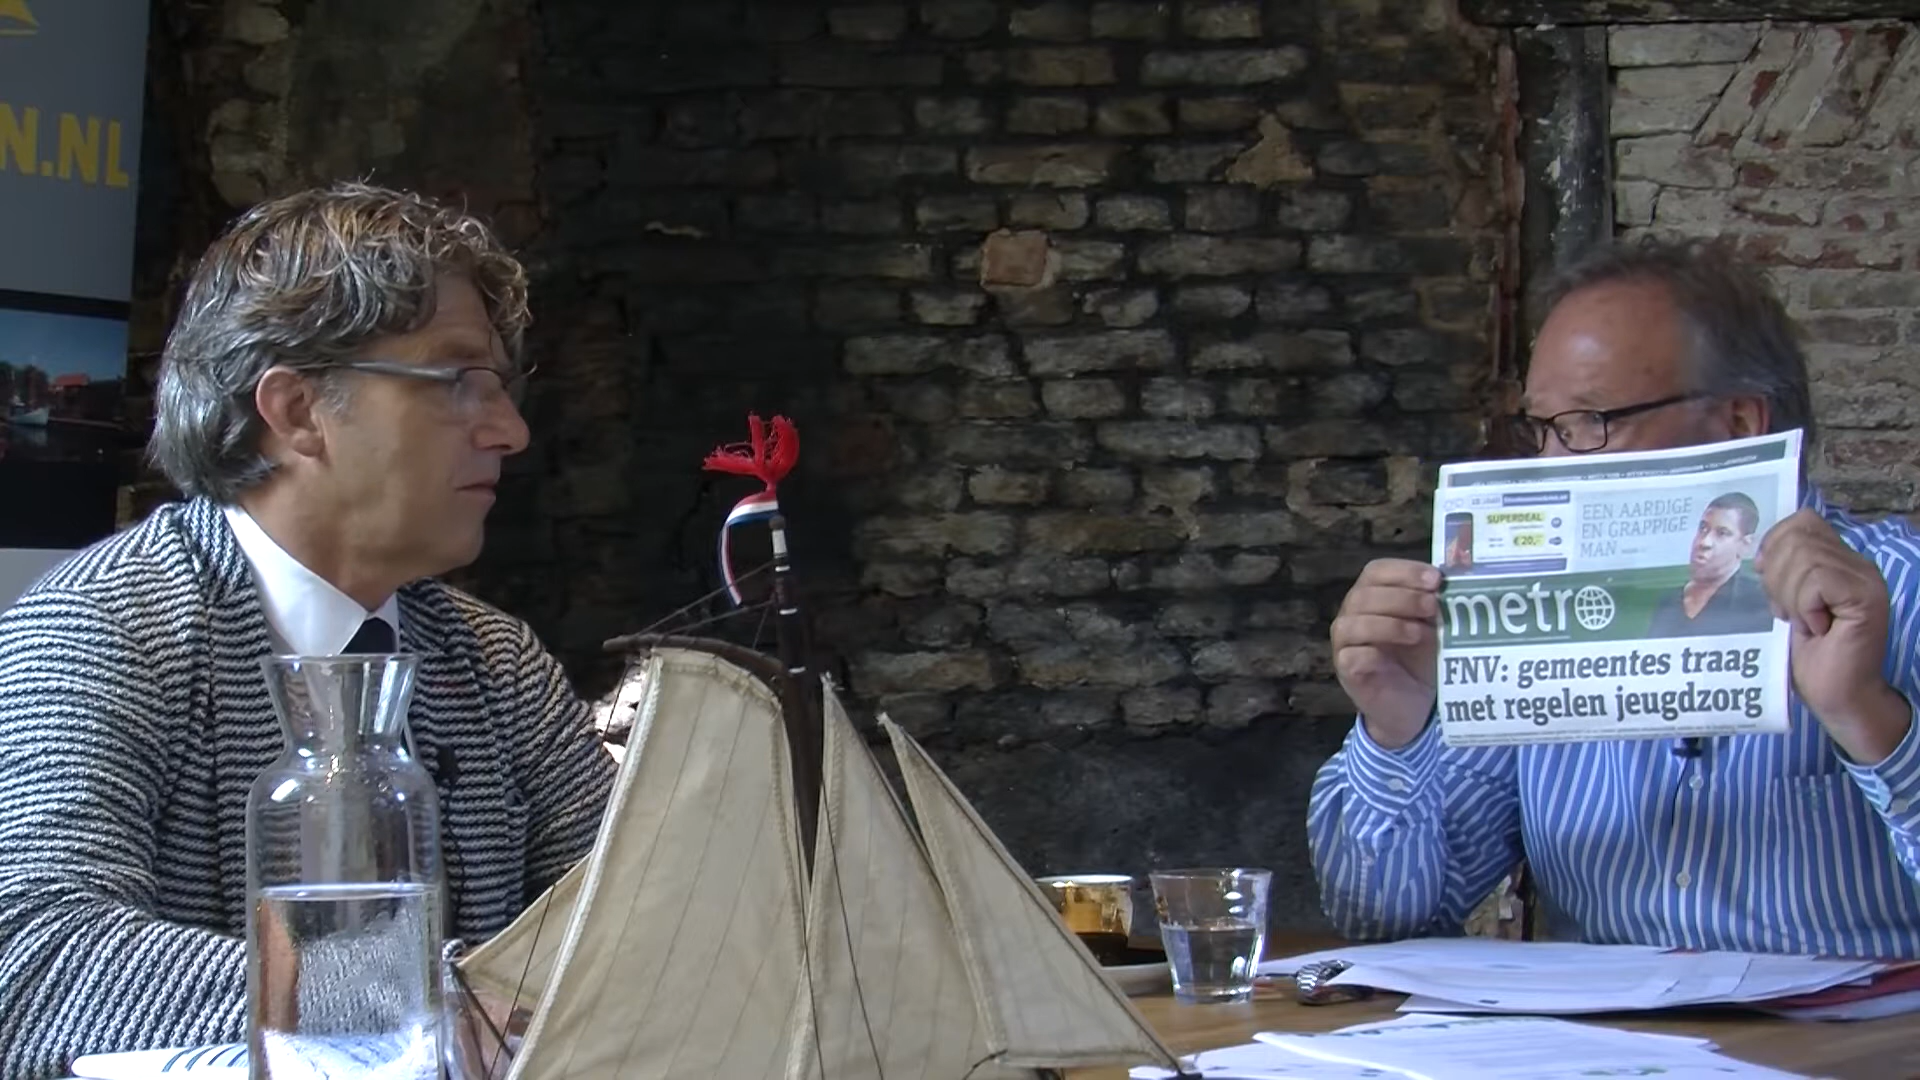 N.NL
SUPERDEAL
€20,-
EEN AARDIGE
EN GRAPPIGE
MAN
metro
FNV: gemeentes traag
met regelen jeugdzorg